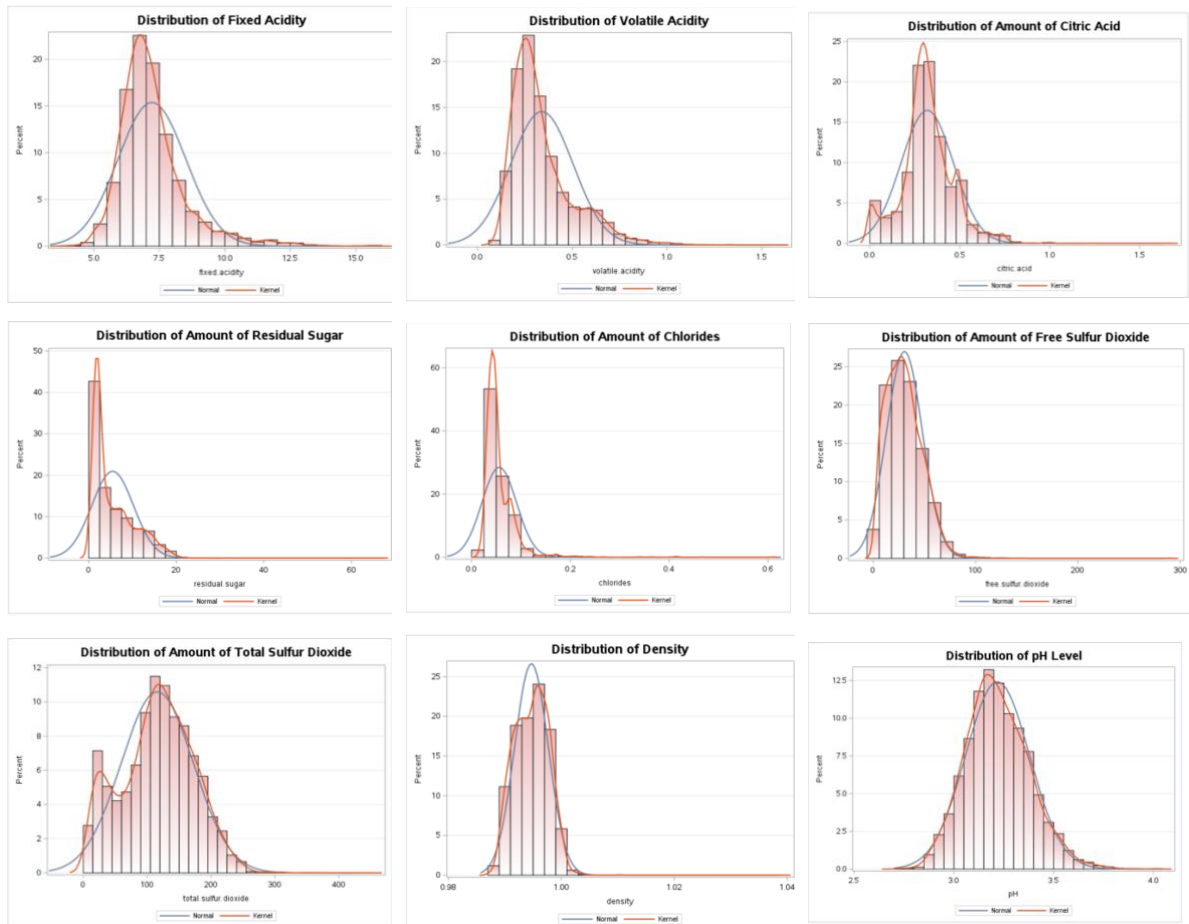 Distribution of Fixed Acidity
Percent
20
15
10
5
0
5.0 7.5 10.0 12.5 15.0
fixed.acidity
Normal Kernel
Distribution of Volatile Acidity
Percent
20
15
10
5
0
0.0 0.5 1.0 1.5
volatile.acidity
Normal Kernel
Distribution of Amount of Citric Acid
Percent
25
20
15
10
5
0
0.0 0.5 1.0 1.5
citric.acid
Normal Kernel
Distribution of Amount of Residual Sugar
Percent
50
40
30
20
10
0
0 20 40 60
residual.sugar
Normal Kernel
Distribution of Amount of Chlorides
Percent
60
40
20
0
0.0 0.2 0.4 0.6
chlorides
Normal Kernel
Distribution of Amount of Free Sulfur Dioxide
Percent
25
20
15
10
5
0
0 100 200 300
free.sulfur.dioxide
Normal Kernel
Distribution of Amount of Total Sulfur Dioxide
Percent
12
10
8
6
4
2
0
0 100 200 300 400
total.sulfur.dioxide
Normal Kernel
Distribution of Density
Percent
25
20
15
10
5
0
0.98 1.00 1.02 1.04
density
Normal Kernel
Distribution of pH Level
Percent
12.5
10.0
7.5
5.0
2.5
0.0
2.5 3.0 3.5 4.0
pH
Normal Kernel